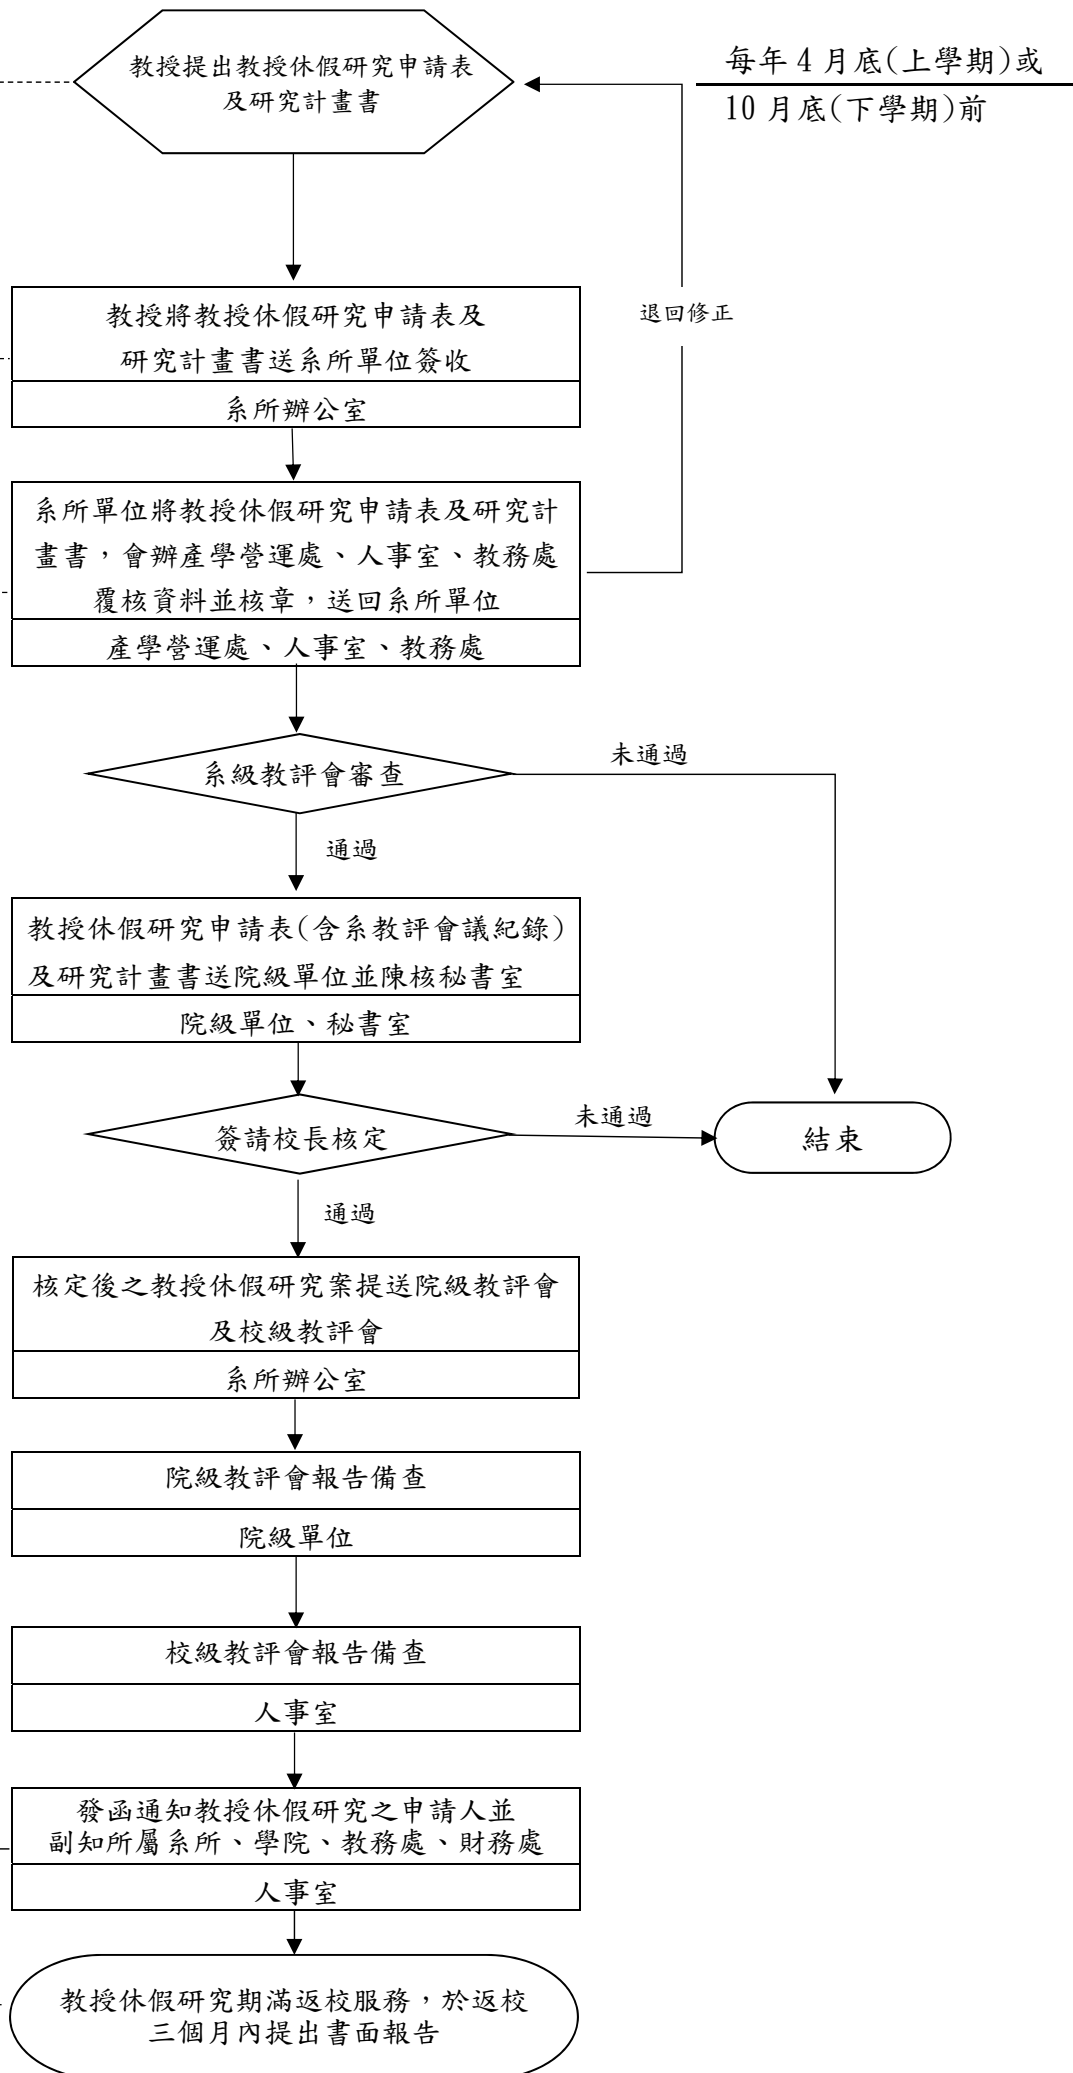 教授提出教授休假研究申請表
及研究計畫書
每年 4 月底(上學期)或
10 月底(下學期)前
教授將教授休假研究申請表及
研究計畫書送系所單位簽收
系所辦公室
退回修正
系所單位將教授休假研究申請表及研究計
畫書，會辦產學營運處、人事室、教務處
覆核資料並核章，送回系所單位
產學營運處、人事室、教務處
系級教評會審查
未通過
通過
教授休假研究申請表(含系教評會議紀錄)
及研究計畫書送院級單位並陳核秘書室
院級單位、秘書室
簽請校長核定
未通過
結束
通過
核定後之教授休假研究案提送院級教評會
及校級教評會
系所辦公室
院級教評會報告備查
院級單位
校級教評會報告備查
人事室
發函通知教授休假研究之申請人並
副知所屬系所、學院、教務處、財務處
人事室
教授休假研究期滿返校服務，於返校
三個月內提出書面報告